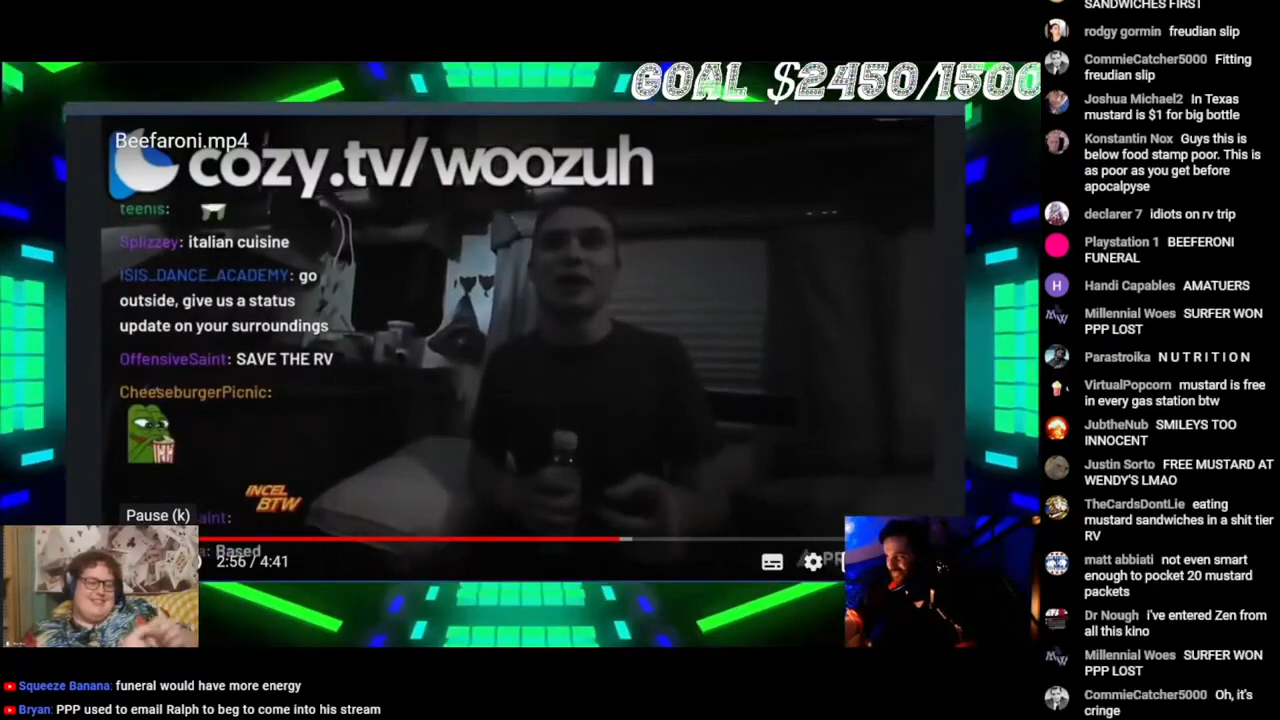 GOAL $2450/1500
Beefaroni.mp4
cozy.tv/woozuh
teenis:
Splizzey: italian cuisine
ISIS_DANCE_ACADEMY: go
outside, give us a status
update on your surroundings
OffensiveSaint: SAVE THE RV
CheeseburgerPicnic:
INCEL
BTW
Pause (k)
aint:
a: Based
2:56 / 4:41
Squeeze Banana: funeral would have more energy
Bryan: PPP used to email Ralph to beg to come into his stream
SANDWICHES FIRST
rodgy gormin freudian slip
CommieCatcher5000 Fitting
freudian slip
Joshua Michael2 In Texas
mustard is $1 for big bottle
Konstantin Nox Guys this is
below food stamp poor. This is
as poor as you get before
apocalpyse
declarer 7 idiots on rv trip
Playstation 1 BEEFERONI
FUNERAL
H
Handi Capables AMATUERS
Millennial Woes SURFER WON
PPP LOST
Parastroika N U T R I T I O N
VirtualPopcorn mustard is free
in every gas station btw
JubtheNub SMILEYS TOO
INNOCENT
Justin Sorto FREE MUSTARD AT
WENDY'S LMAO
TheCardsDontLie eating
mustard sandwiches in a shit tier
RV
matt abbiati not even smart
enough to pocket 20 mustard
packets
Dr Nough i've entered Zen from
all this kino
Millennial Woes SURFER WON
PPP LOST
CommieCatcher5000 Oh, it's
cringe